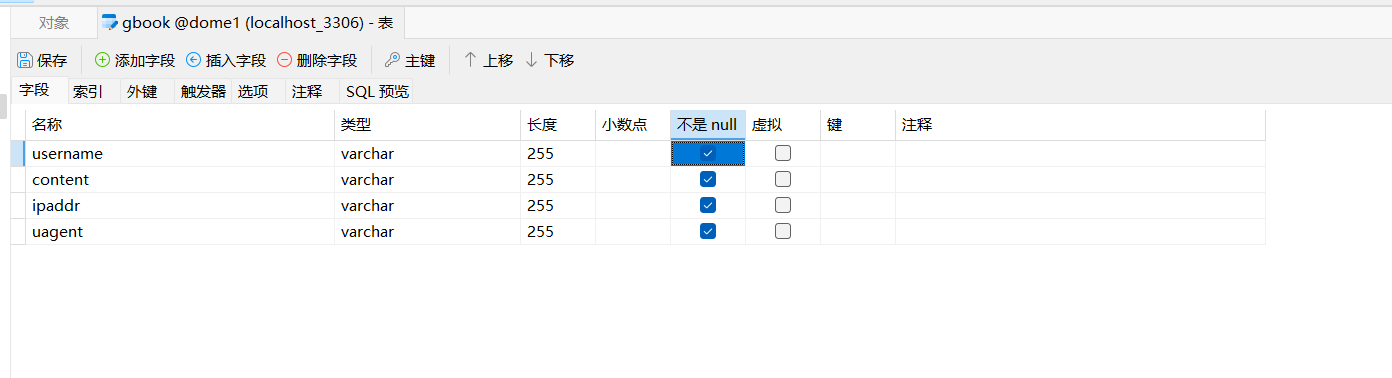 对象 gbook @dome1 (localhost_3306) - 表
保存 添加字段 插入字段 删除字段 主键 上移 下移
字段 索引 外键 触发器 选项 注释 SQL 预览
名称 类型 长度 小数点 不是 null 虚拟 键 注释
username varchar 255
content varchar 255
ipaddr varchar 255
uagent varchar 255